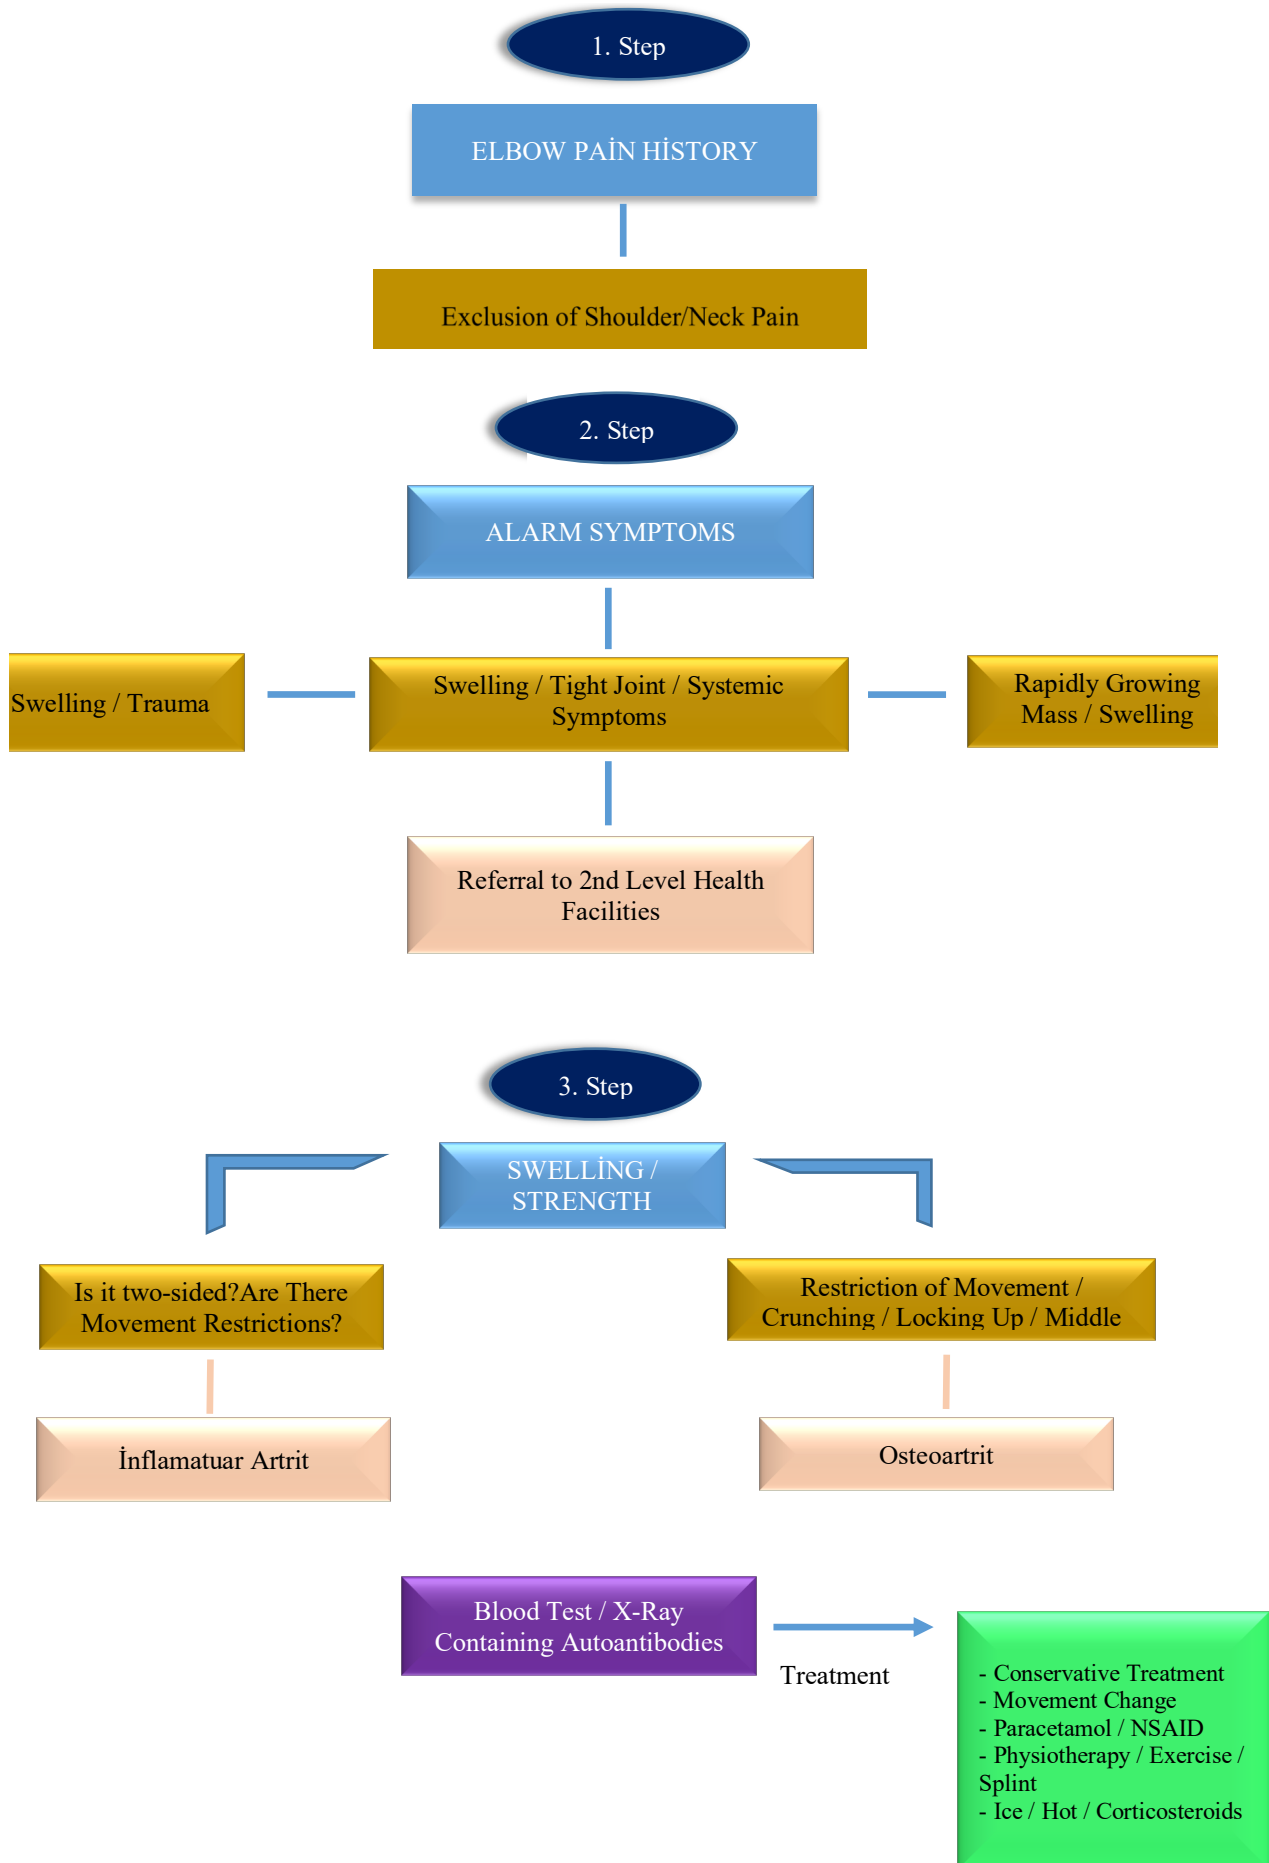 1. Step
ELBOW PAİN HİSTORY
Exclusion of Shoulder/Neck Pain
2. Step
ALARM SYMPTOMS
Swelling / Trauma
Swelling / Tight Joint / Systemic
Symptoms
Rapidly Growing
Mass / Swelling
Referral to 2nd Level Health
Facilities
3. Step
SWELLİNG /
STRENGTH
Is it two-sided?Are There
Movement Restrictions?
Restriction of Movement /
Crunching / Locking Up / Middle
İnflamatuar Artrit
Osteoartrit
Blood Test / X-Ray
Containing Autoantibodies
Treatment
- Conservative Treatment
- Movement Change
- Paracetamol / NSAID
- Physiotherapy / Exercise /
Splint
- Ice / Hot / Corticosteroids